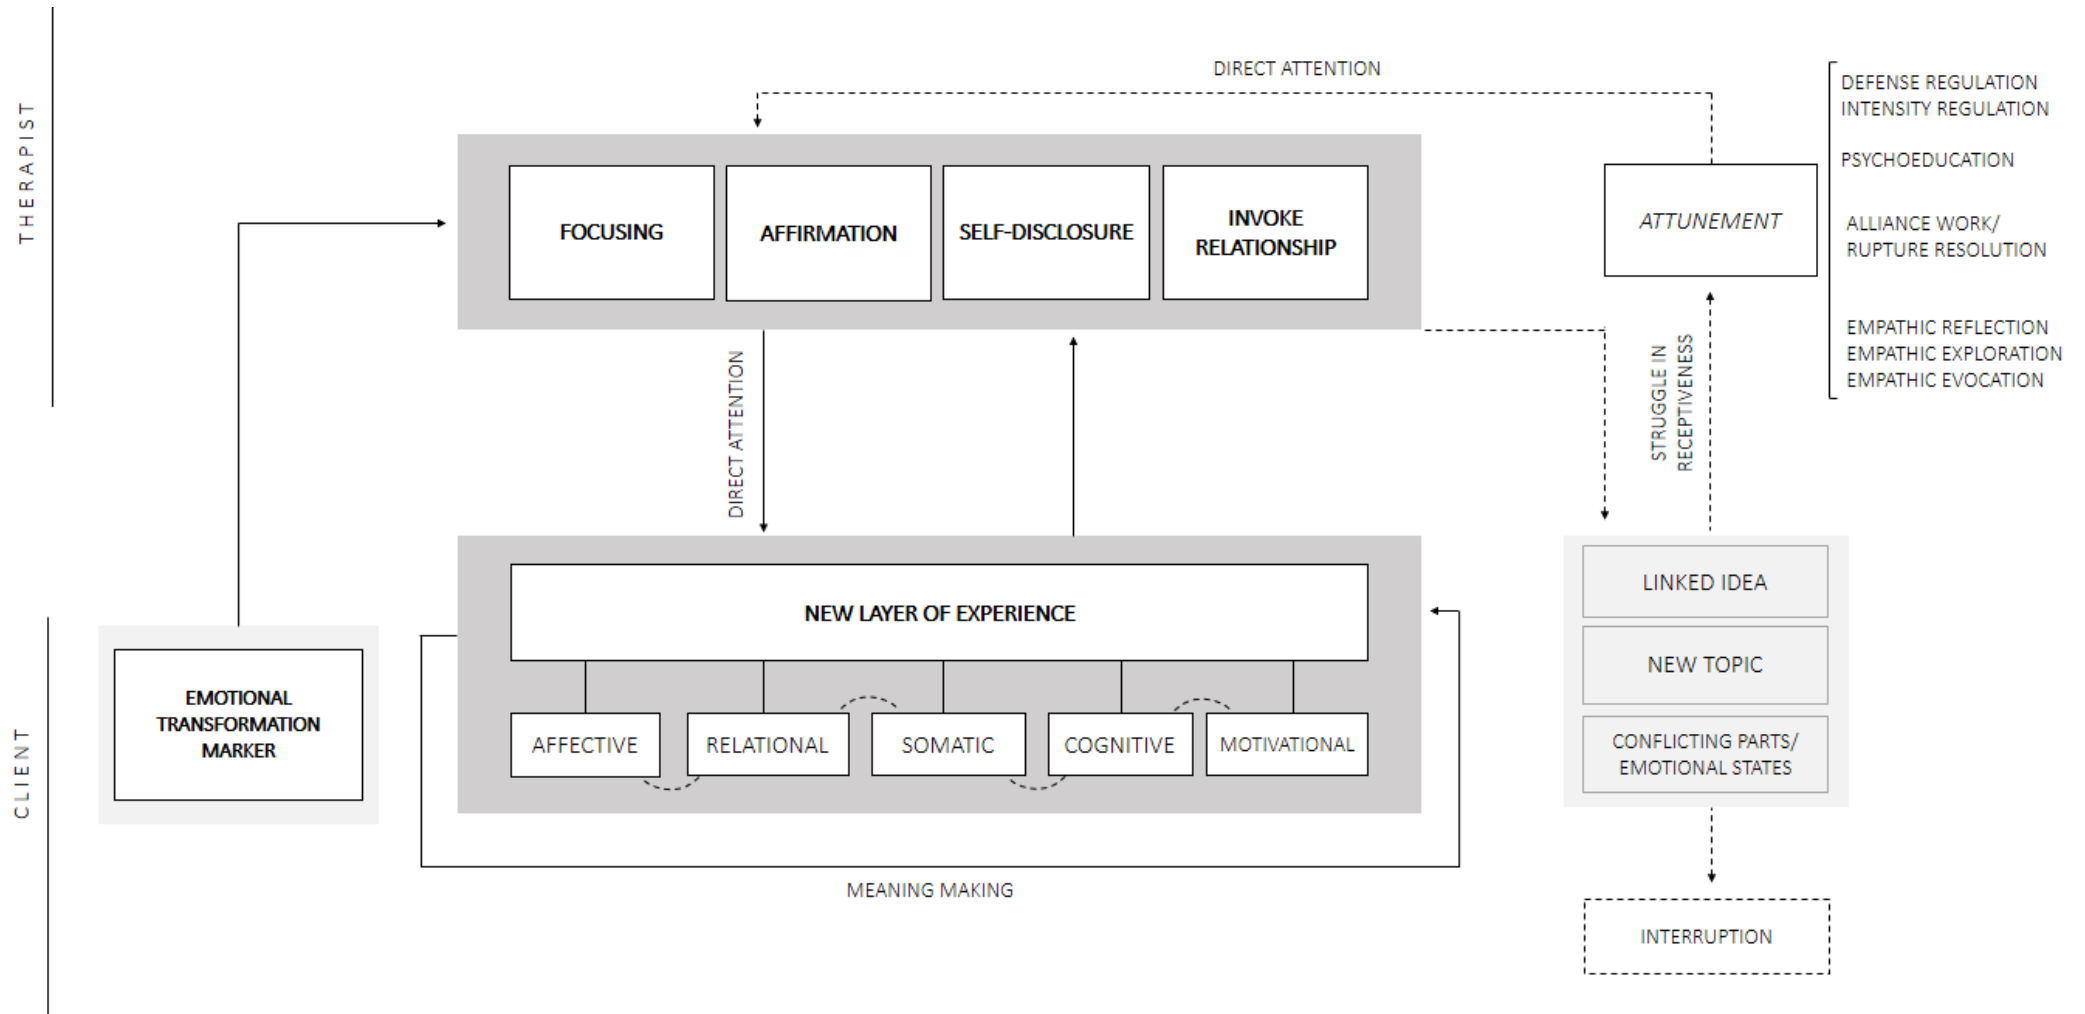 THERAPIST
DIRECT ATTENTION
DEFENSE REGULATION
INTENSITY REGULATION
PSYCHOEDUCATION
ALLIANCE WORK/
RUPTURE RESOLUTION
EMPATHIC REFLECTION
EMPATHIC EXPLORATION
EMPATHIC EVOCATION
FOCUSING
AFFIRMATION
SELF-DISCLOSURE
INVOKE
RELATIONSHIP
ATTUNEMENT
DIRECT ATTENTION
STRUGGLE IN
RECEPTIVENESS
CLIENT
EMOTIONAL
TRANSFORMATION
MARKER
NEW LAYER OF EXPERIENCE
AFFECTIVE
RELATIONAL
SOMATIC
COGNITIVE
MOTIVATIONAL
MEANING MAKING
LINKED IDEA
NEW TOPIC
CONFLICTING PARTS/
EMOTIONAL STATES
INTERRUPTION